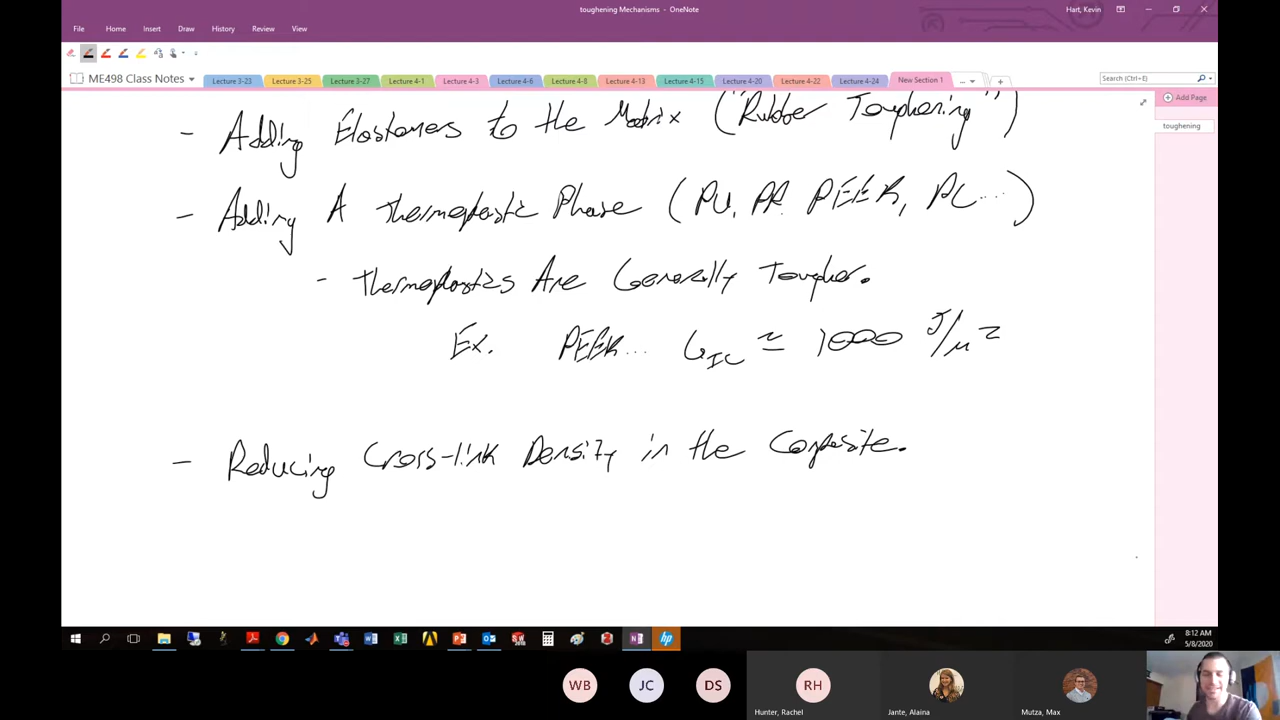 toughening Mechanisms - OneNote
Hart, Kevin
File Home Insert Draw History Review View
ME498 Class Notes
Lecture 3-23 Lecture 3-25 Lecture 3-27 Lecture 4-1 Lecture 4-3 Lecture 4-6 Lecture 4-8 Lecture 4-13 Lecture 4-15 Lecture 4-20 Lecture 4-22 Lecture 4-24 New Section 1 ... +
Search (Ctrl+E)
Add Page
toughening
- Adding Elastomers to the Matrix ("Rubber Toughening")
- Adding A Thermoplastic Phase (PU, PP, PEEK, PC...)
- Thermoplastics Are Generally Tougher.
Ex. PEEK... GIC ≃ 1000 J/m²
- Reducing Cross-link Density in the Composite.
8:12 AM
5/8/2020
WB JC DS RH
Hunter, Rachel
Jante, Alaina
Mutza, Max